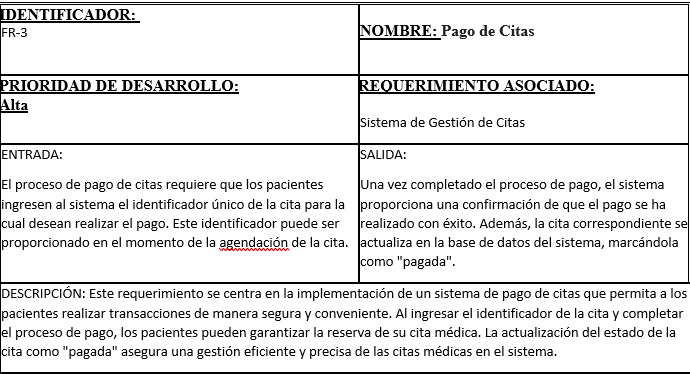 IDENTIFICADOR:
FR-3
NOMBRE: Pago de Citas
PRIORIDAD DE DESARROLLO:
Alta
REQUERIMIENTO ASOCIADO:
Sistema de Gestión de Citas
ENTRADA:
El proceso de pago de citas requiere que los pacientes
ingresen al sistema el identificador único de la cita para la
cual desean realizar el pago. Este identificador puede ser
proporcionado en el momento de la agendación de la cita.
SALIDA:
Una vez completado el proceso de pago, el sistema
proporciona una confirmación de que el pago se ha
realizado con éxito. Además, la cita correspondiente se
actualiza en la base de datos del sistema, marcándola
como "pagada".
DESCRIPCIÓN: Este requerimiento se centra en la implementación de un sistema de pago de citas que permita a los
pacientes realizar transacciones de manera segura y conveniente. Al ingresar el identificador de la cita y completar
el proceso de pago, los pacientes pueden garantizar la reserva de su cita médica. La actualización del estado de la
cita como "pagada" asegura una gestión eficiente y precisa de las citas médicas en el sistema.